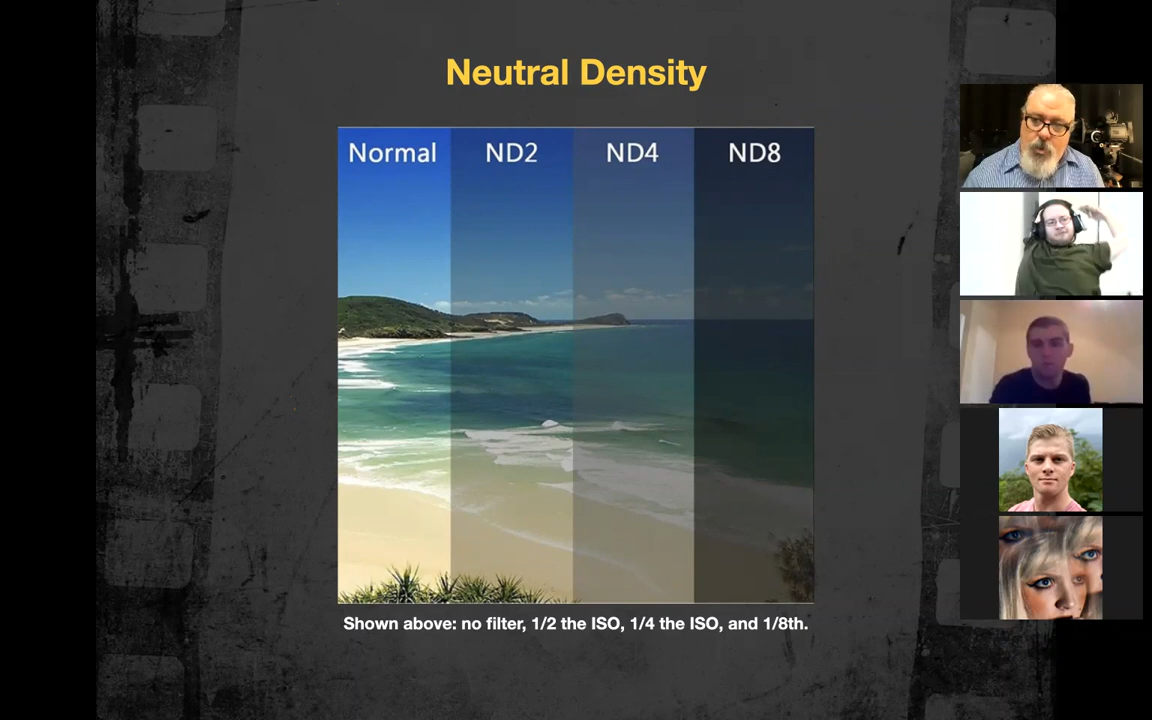 Neutral Density
Normal ND2 ND4 ND8
Shown above: no filter, 1/2 the ISO, 1/4 the ISO, and 1/8th.